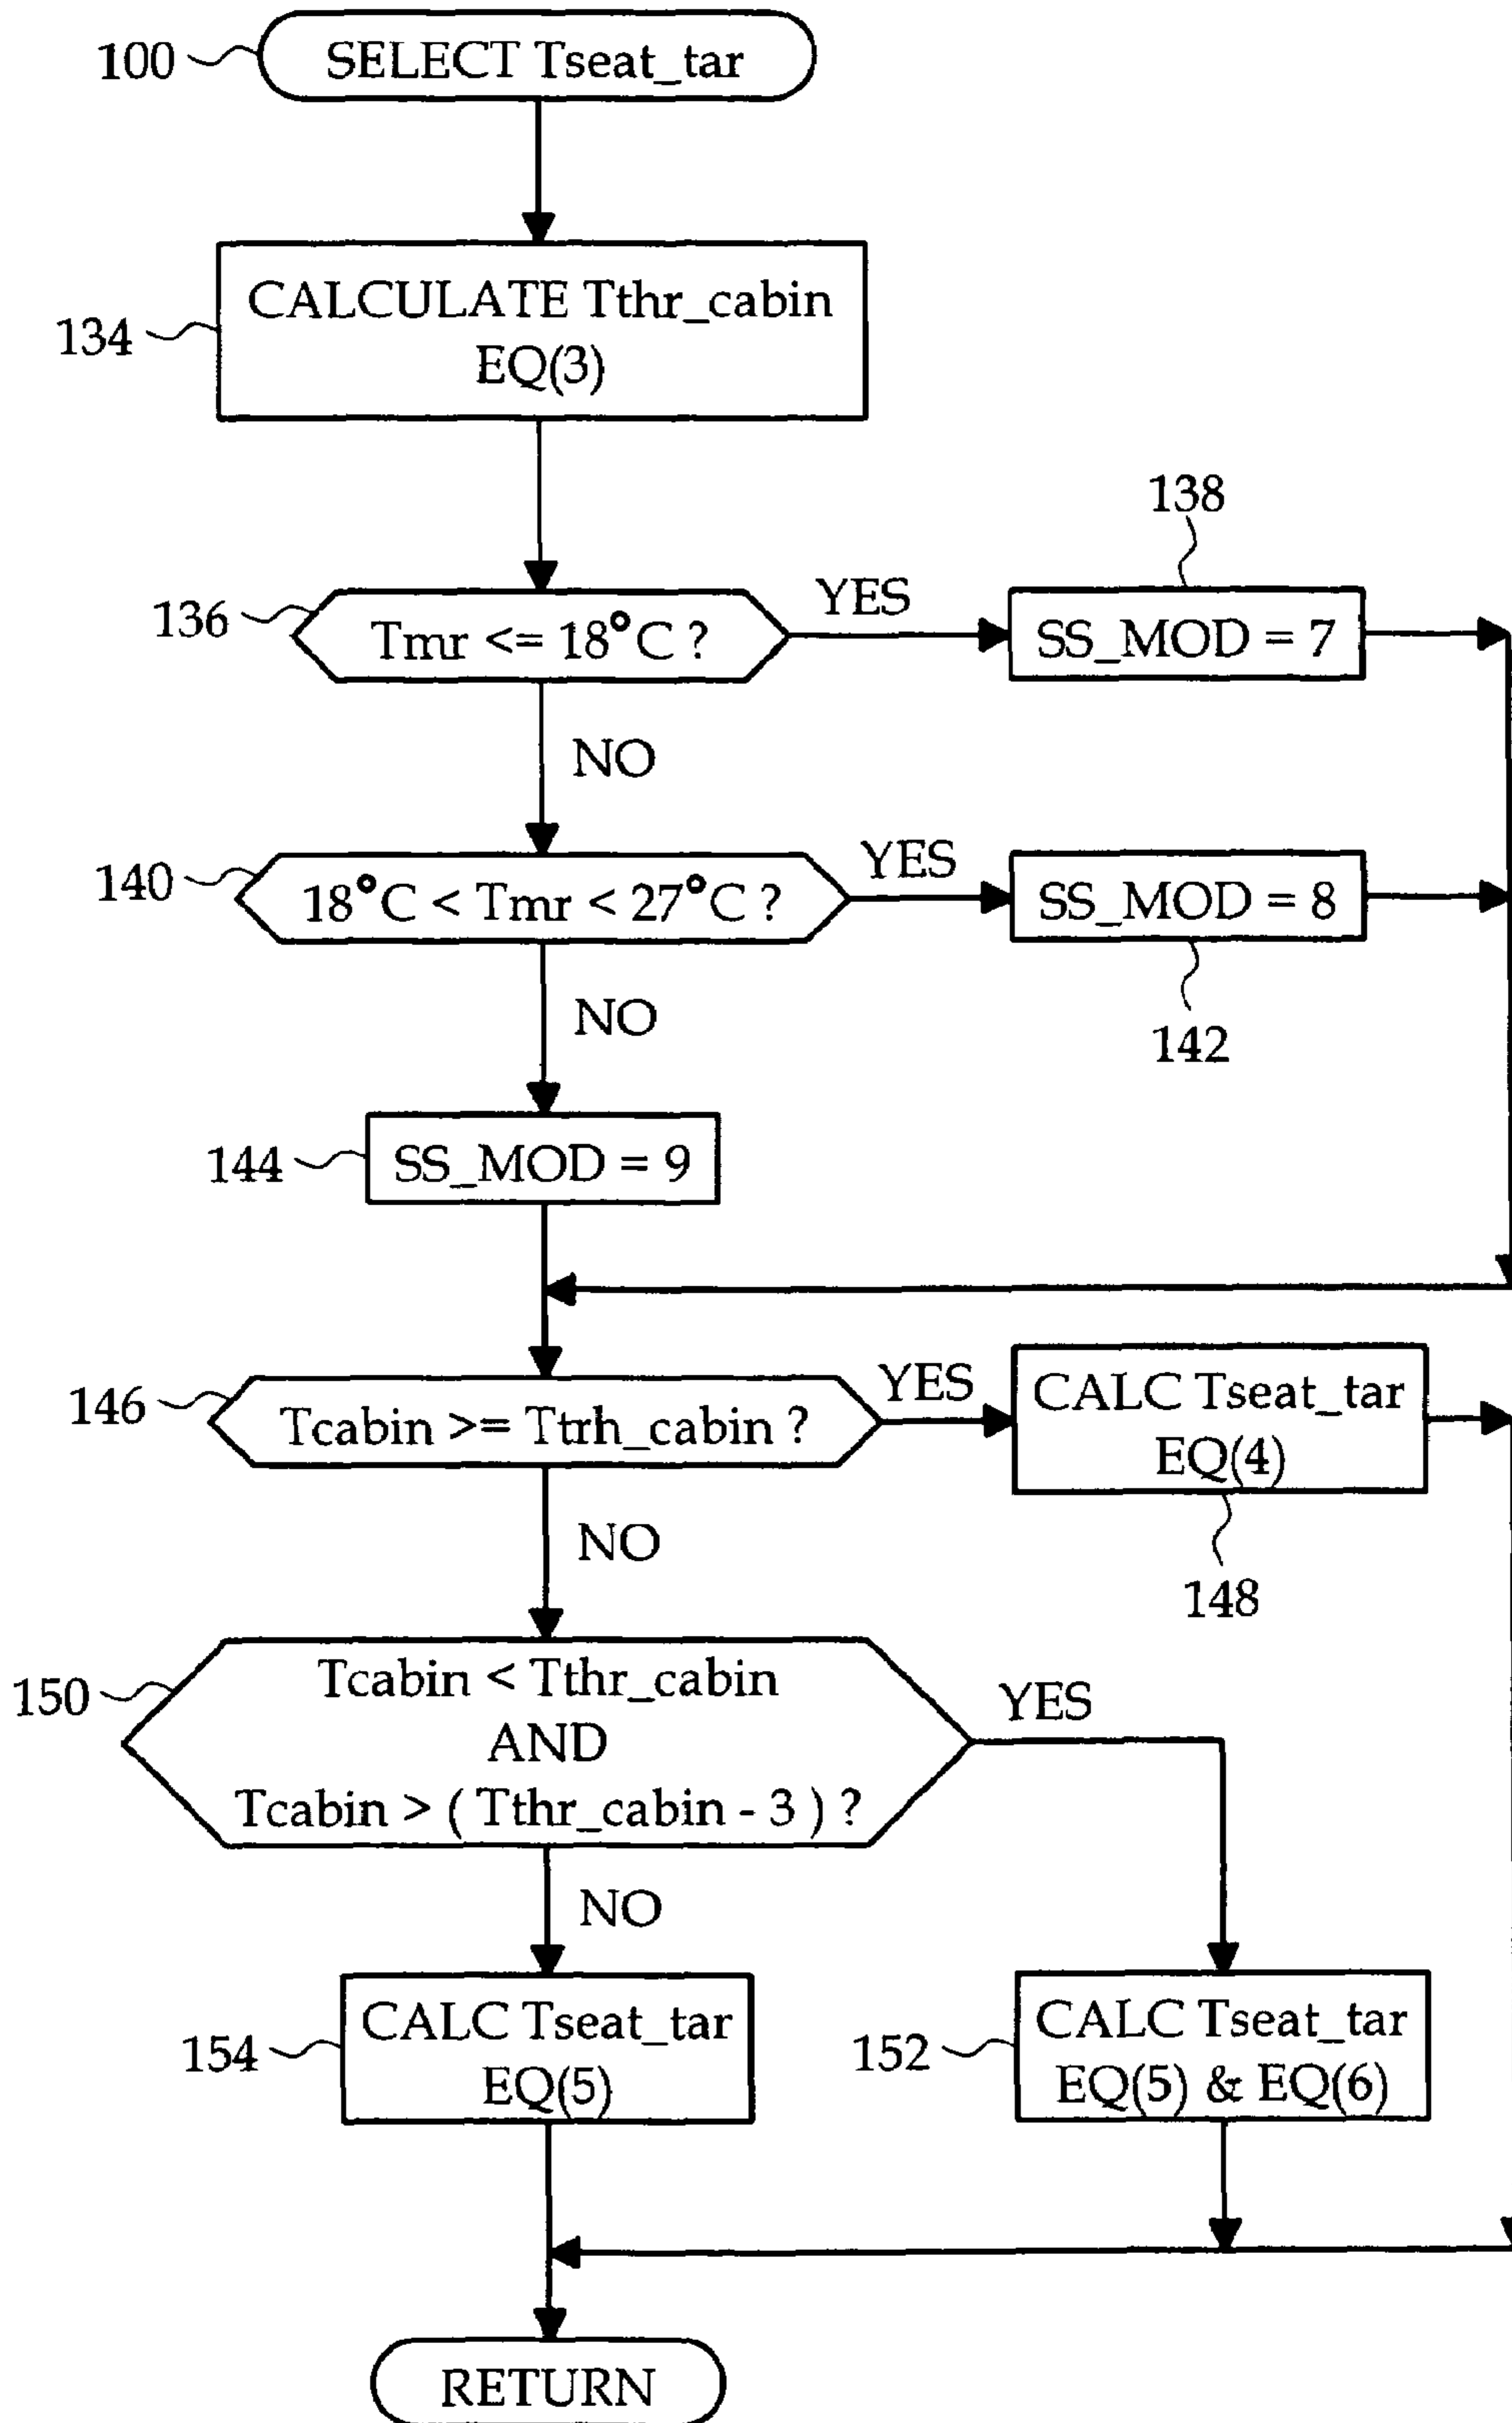 100
SELECT Tseat_tar
134
CALCULATE Tthr_cabin
EQ(3)
136
Tmr <= 18°C ?
YES
138
SS_MOD = 7
NO
140
18°C < Tmr < 27°C ?
YES
SS_MOD = 8
142
NO
144
SS_MOD = 9
146
Tcabin >= Ttrh_cabin ?
YES
CALC Tseat_tar
EQ(4)
148
NO
150
Tcabin < Tthr_cabin
AND
Tcabin > ( Tthr_cabin - 3 ) ?
YES
NO
154
CALC Tseat_tar
EQ(5)
152
CALC Tseat_tar
EQ(5) & EQ(6)
RETURN